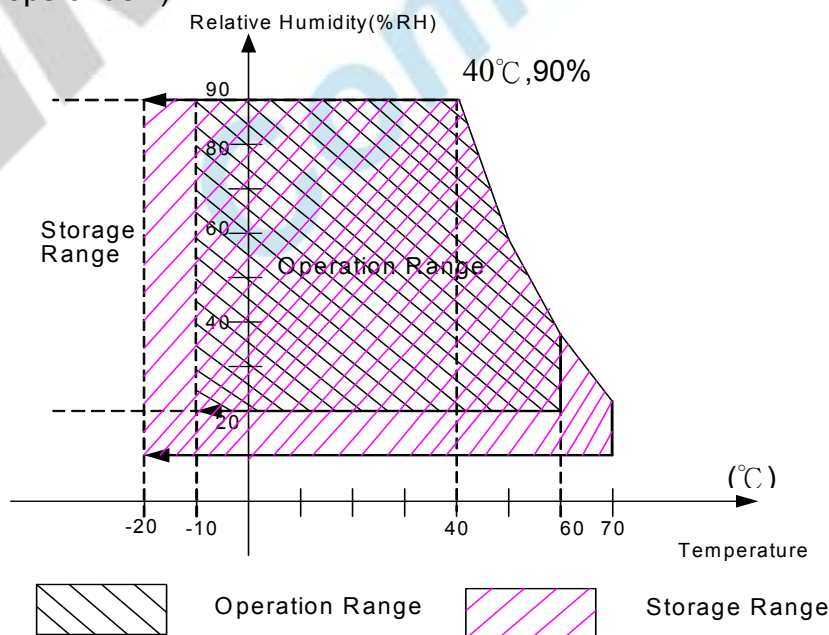 Relative Humidity(%RH)
40℃,90%
90
80
Storage
Range
60
Operation Range
40
20
(℃)
-20 -10 40 60 70
Temperature
Operation Range Storage Range